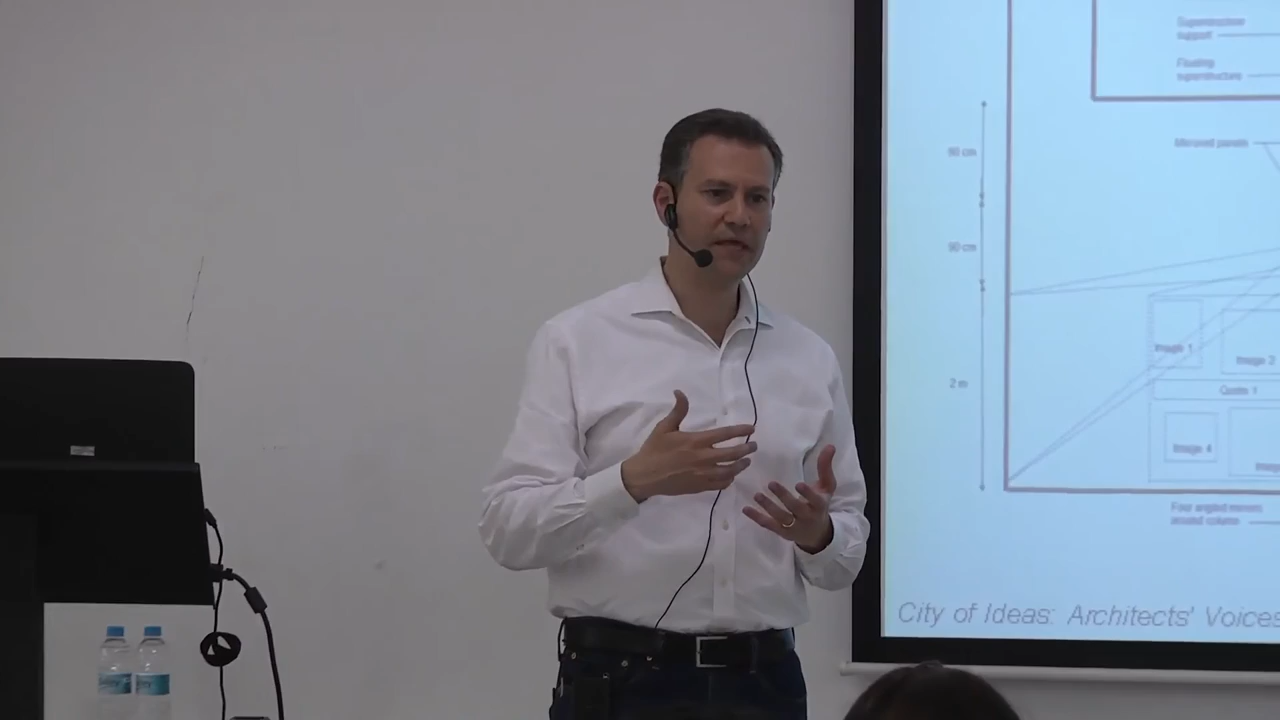 Superstructure
support
Floating
superstructure
90 cm
Mirrored panels
90 cm
Image 1
Image 2
2 m
Quote 1
Image 4
Four angled mirrors
around column
City of Ideas: Architects' Voices